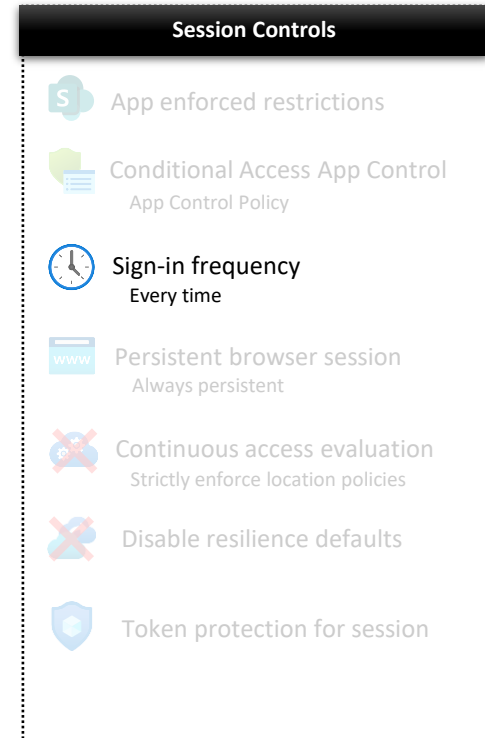 Session Controls
S
App enforced restrictions
Conditional Access App Control
App Control Policy
Sign-in frequency
Every time
www
Persistent browser session
Always persistent
Continuous access evaluation
Strictly enforce location policies
Disable resilience defaults
Token protection for session